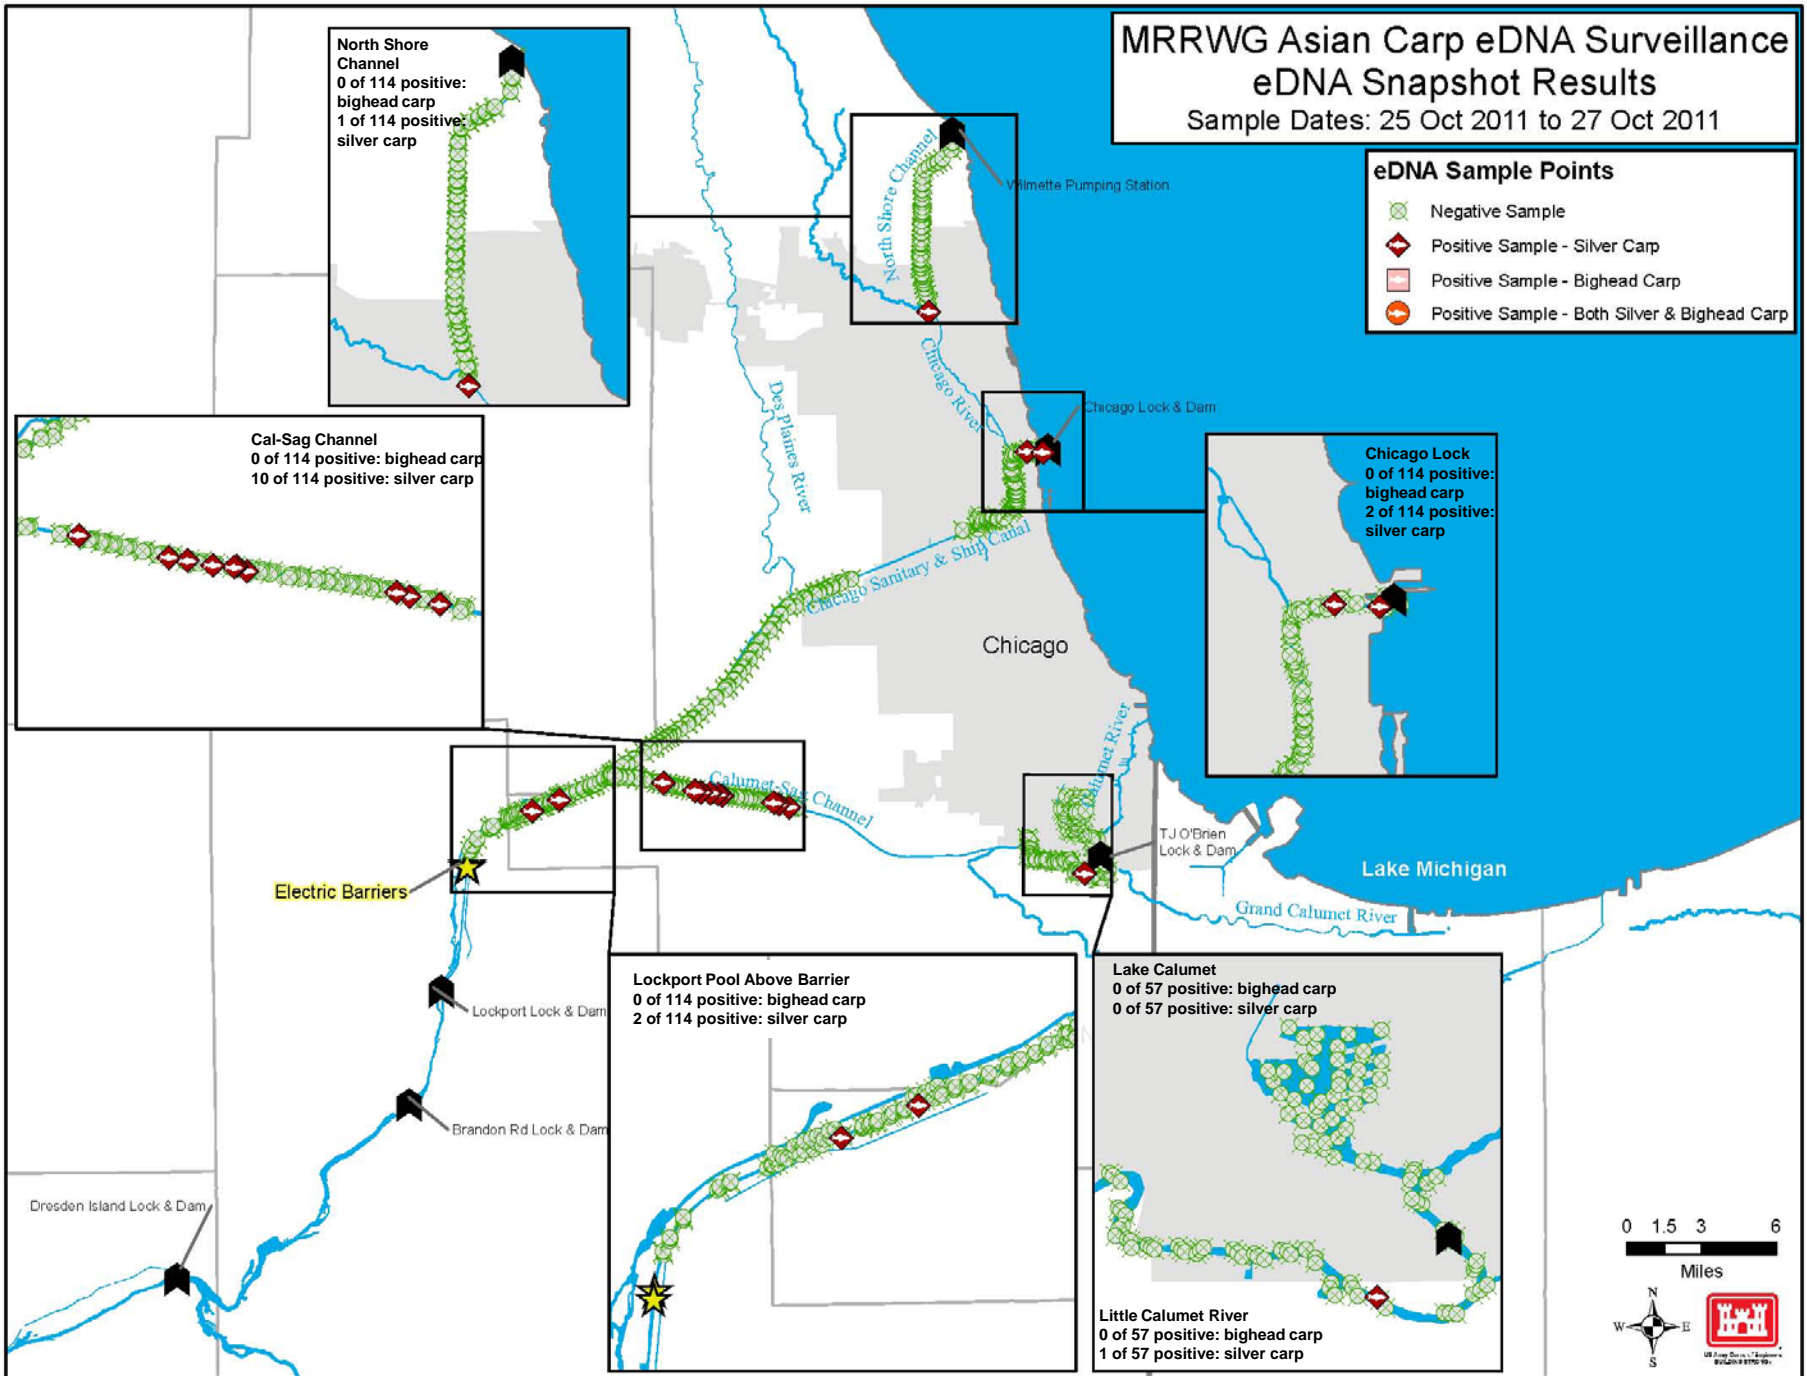 MRRWG Asian Carp eDNA Surveillance
eDNA Snapshot Results
Sample Dates: 25 Oct 2011 to 27 Oct 2011
eDNA Sample Points
Negative Sample
Positive Sample - Silver Carp
Positive Sample - Bighead Carp
Positive Sample - Both Silver & Bighead Carp
North Shore
Channel
0 of 114 positive:
bighead carp
1 of 114 positive:
silver carp
North Shore Channel
Wilmette Pumping Station
Chicago River
Chicago Lock & Dam
Des Plaines River
Cal-Sag Channel
0 of 114 positive: bighead carp
10 of 114 positive: silver carp
Chicago Lock
0 of 114 positive:
bighead carp
2 of 114 positive:
silver carp
Chicago Sanitary & Ship Canal
Chicago
Calumet River
Calumet-Sag Channel
TJ O'Brien
Lock & Dam
Lake Michigan
Grand Calumet River
Electric Barriers
Lockport Lock & Dam
Brandon Rd Lock & Dam
Dresden Island Lock & Dam
Lockport Pool Above Barrier
0 of 114 positive: bighead carp
2 of 114 positive: silver carp
Lake Calumet
0 of 57 positive: bighead carp
0 of 57 positive: silver carp
Little Calumet River
0 of 57 positive: bighead carp
1 of 57 positive: silver carp
0 1.5 3 6
Miles
N
W E
S
US Army Corps of Engineers
BUILDING STRONG